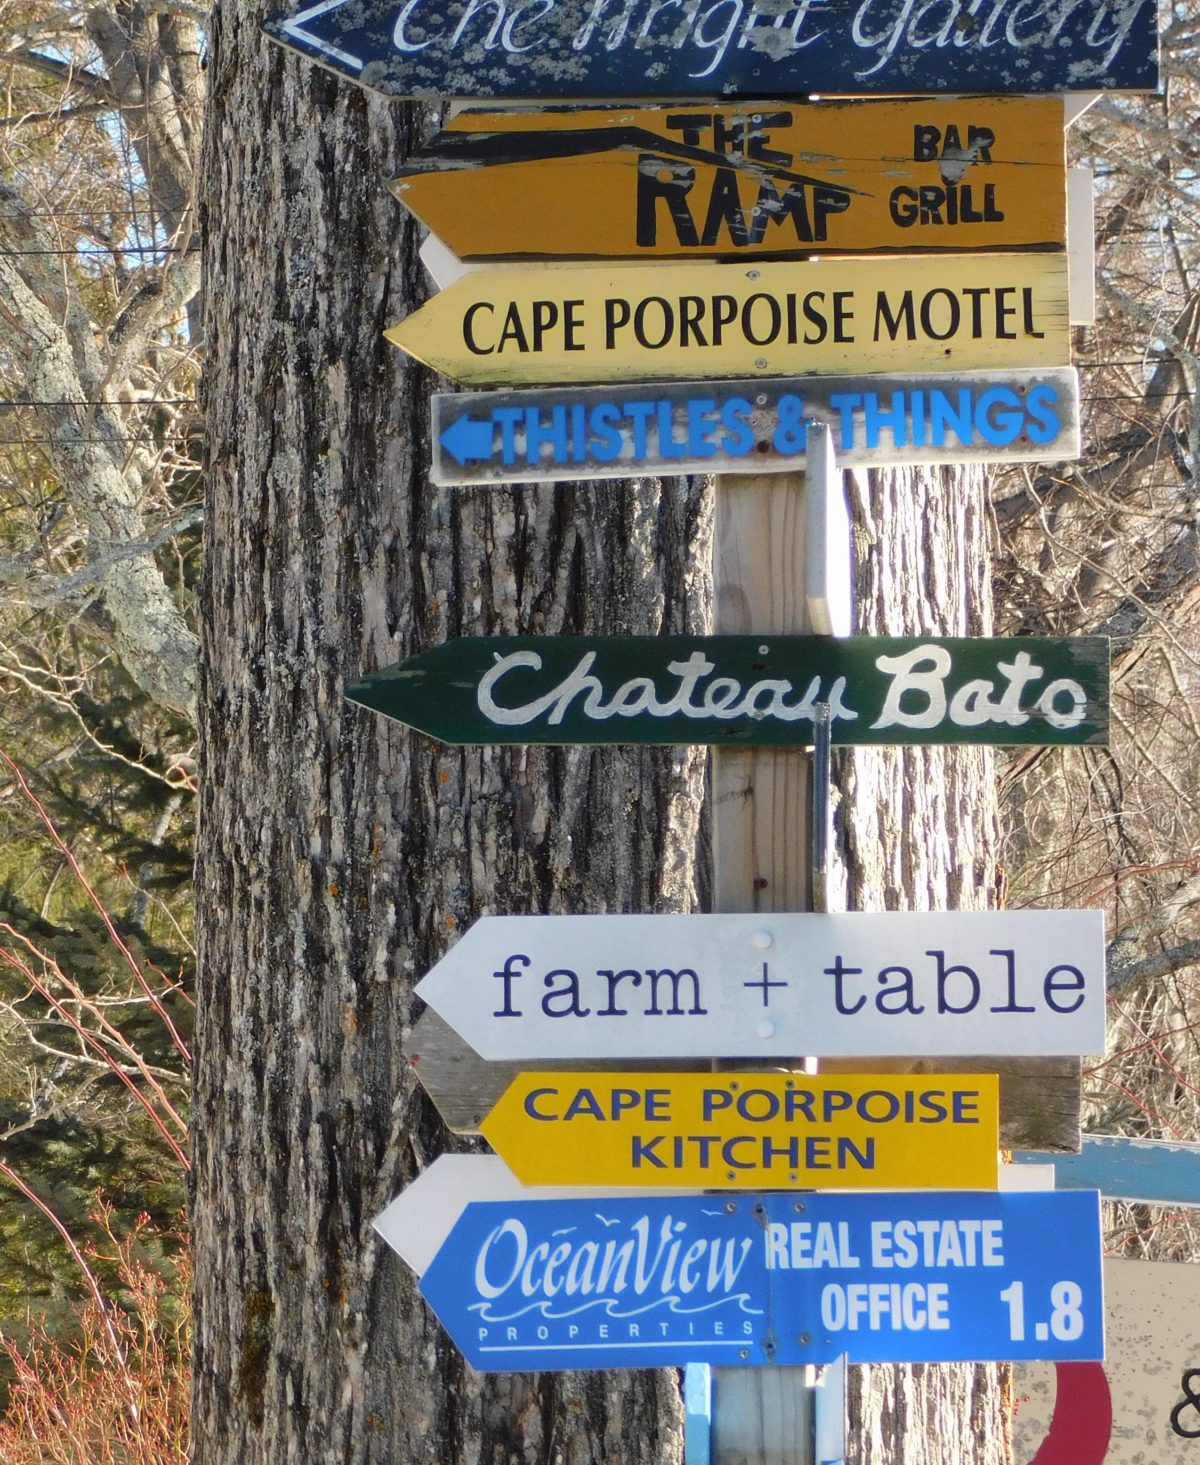 The Wright Gallery
THE
RAMP
BAR
GRILL
CAPE PORPOISE MOTEL
THISTLES & THINGS
Chateau Bato
farm + table
CAPE PORPOISE
KITCHEN
OceanView
PROPERTIES
REAL ESTATE
OFFICE 1.8
&